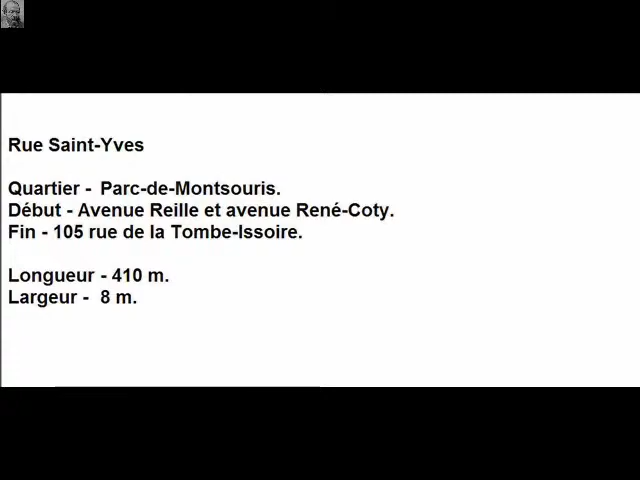 Rue Saint-Yves
Quartier - Parc-de-Montsouris.
Début - Avenue Reille et avenue René-Coty.
Fin - 105 rue de la Tombe-Issoire.
Longueur - 410 m.
Largeur - 8 m.